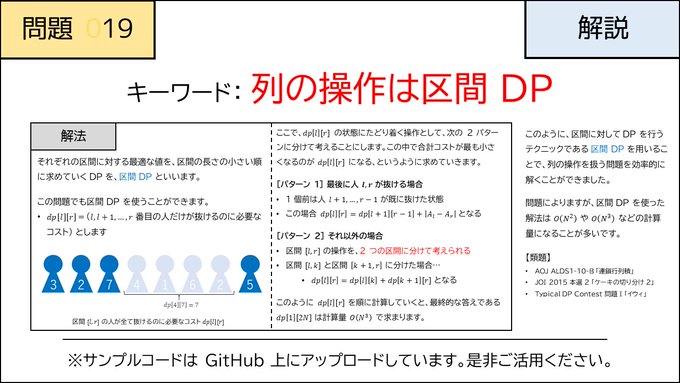 問題 019
解説
キーワード: 列の操作は区間 DP
解法
それぞれの区間に対する最適な値を、区間の長さの小さい順
に求めていく DP を、区間 DP といいます。
この問題でも区間 DP を使うことができます。
• dp[l][r] = (l, l + 1, … , r 番目の人だけが抜けるのに必要な
コスト) とします
3 2 7 4 1 6 2 5
dp[4][7] = 7
区間 [l, r] の人が全て抜けるのに必要なコスト dp[l][r]
ここで、dp[l][r] の状態にたどり着く操作として、次の 2 パター
ンに分けて考えることにします。この中で合計コストが最も小さ
くなるのが dp[l][r] になる、というように求めていきます。
[パターン 1] 最後に人 l, r が抜ける場合
• 1 個前は人 l + 1, … , r − 1 が既に抜けた状態
• この場合 dp[l][r] = dp[l + 1][r − 1] + |A_l − A_r| となる
[パターン 2] それ以外の場合
• 区間 [l, r] の操作を、2 つの区間に分けて考えられる
• 区間 [l, k] と区間 [k + 1, r] に分けた場合…
• dp[l][r] = dp[l][k] + dp[k + 1][r] となる
このように dp[l][r] を順に計算していくと、最終的な答えである
dp[1][2N] は計算量 O(N³) で求まります。
このように、区間に対して DP を行う
テクニックである 区間 DP を用いるこ
とで、列の操作を扱う問題を効率的に
解くことができました。
問題によりますが、区間 DP を使った
解法は O(N²) や O(N³) などの計算
量になることが多いです。
【類題】
• AOJ ALDS1-10-B「連鎖行列積」
• JOI 2015 本選 2「ケーキの切り分け 2」
• Typical DP Contest 問題 I「イウィ」
※サンプルコードは GitHub 上にアップロードしています。是非ご活用ください。